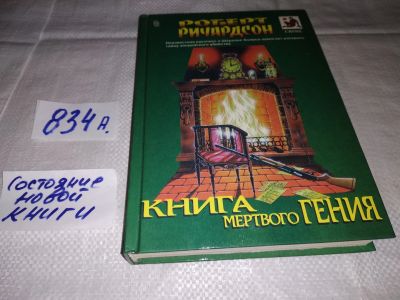 РОБЕРТ
РИЧАРДСОН
834 А.
Состояние
новой
книги
КНИГА
МЕРТВОГО
ГЕНИЯ